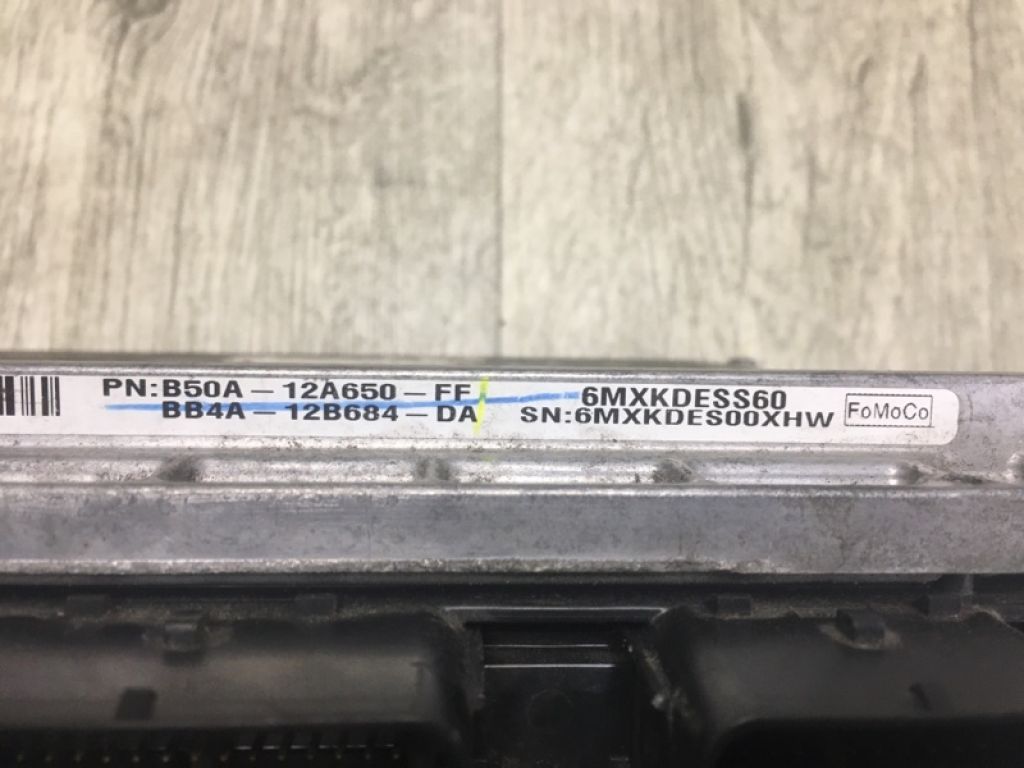 PN:B50A-12A650-FF 6MXKDESS60
BB4A-12B684-DA SN:6MXKDES00XHW FoMoCo